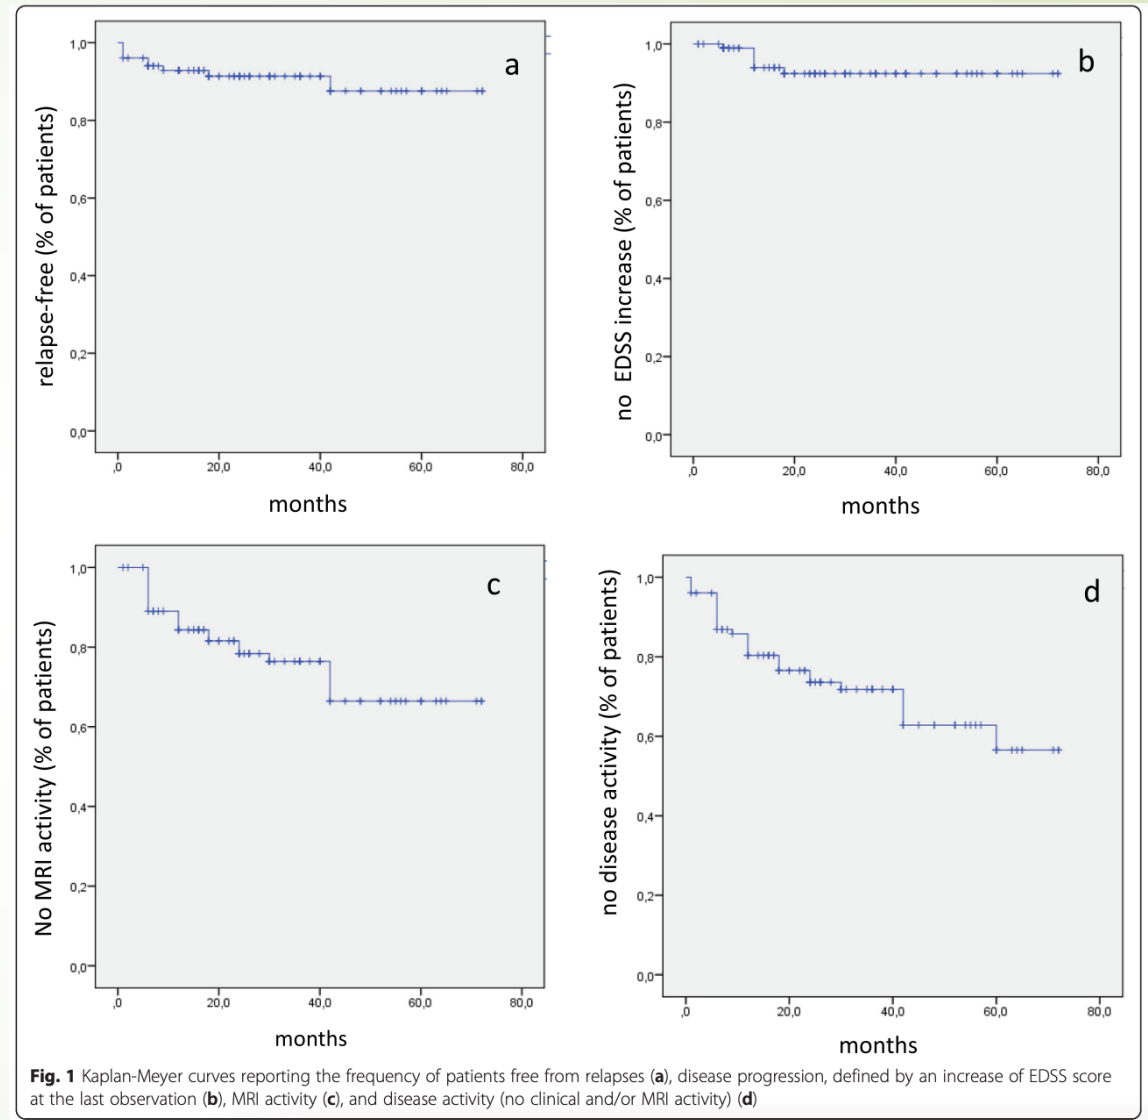 a
relapse-free (% of patients)
1,0
0,8
0,6
0,4
0,2
0,0
,0 20,0 40,0 60,0 80,0
months
b
no EDSS increase (% of patients)
1,0
0,8
0,6
0,4
0,2
0,0
,0 20,0 40,0 60,0 80,0
months
c
No MRI activity (% of patients)
1,0
0,8
0,6
0,4
0,2
0,0
,0 20,0 40,0 60,0 80,0
months
d
no disease activity (% of patients)
1,0
0,8
0,6
0,4
0,2
0,0
,0 20,0 40,0 60,0 80,0
months
Fig. 1 Kaplan-Meyer curves reporting the frequency of patients free from relapses (a), disease progression, defined by an increase of EDSS score
at the last observation (b), MRI activity (c), and disease activity (no clinical and/or MRI activity) (d)